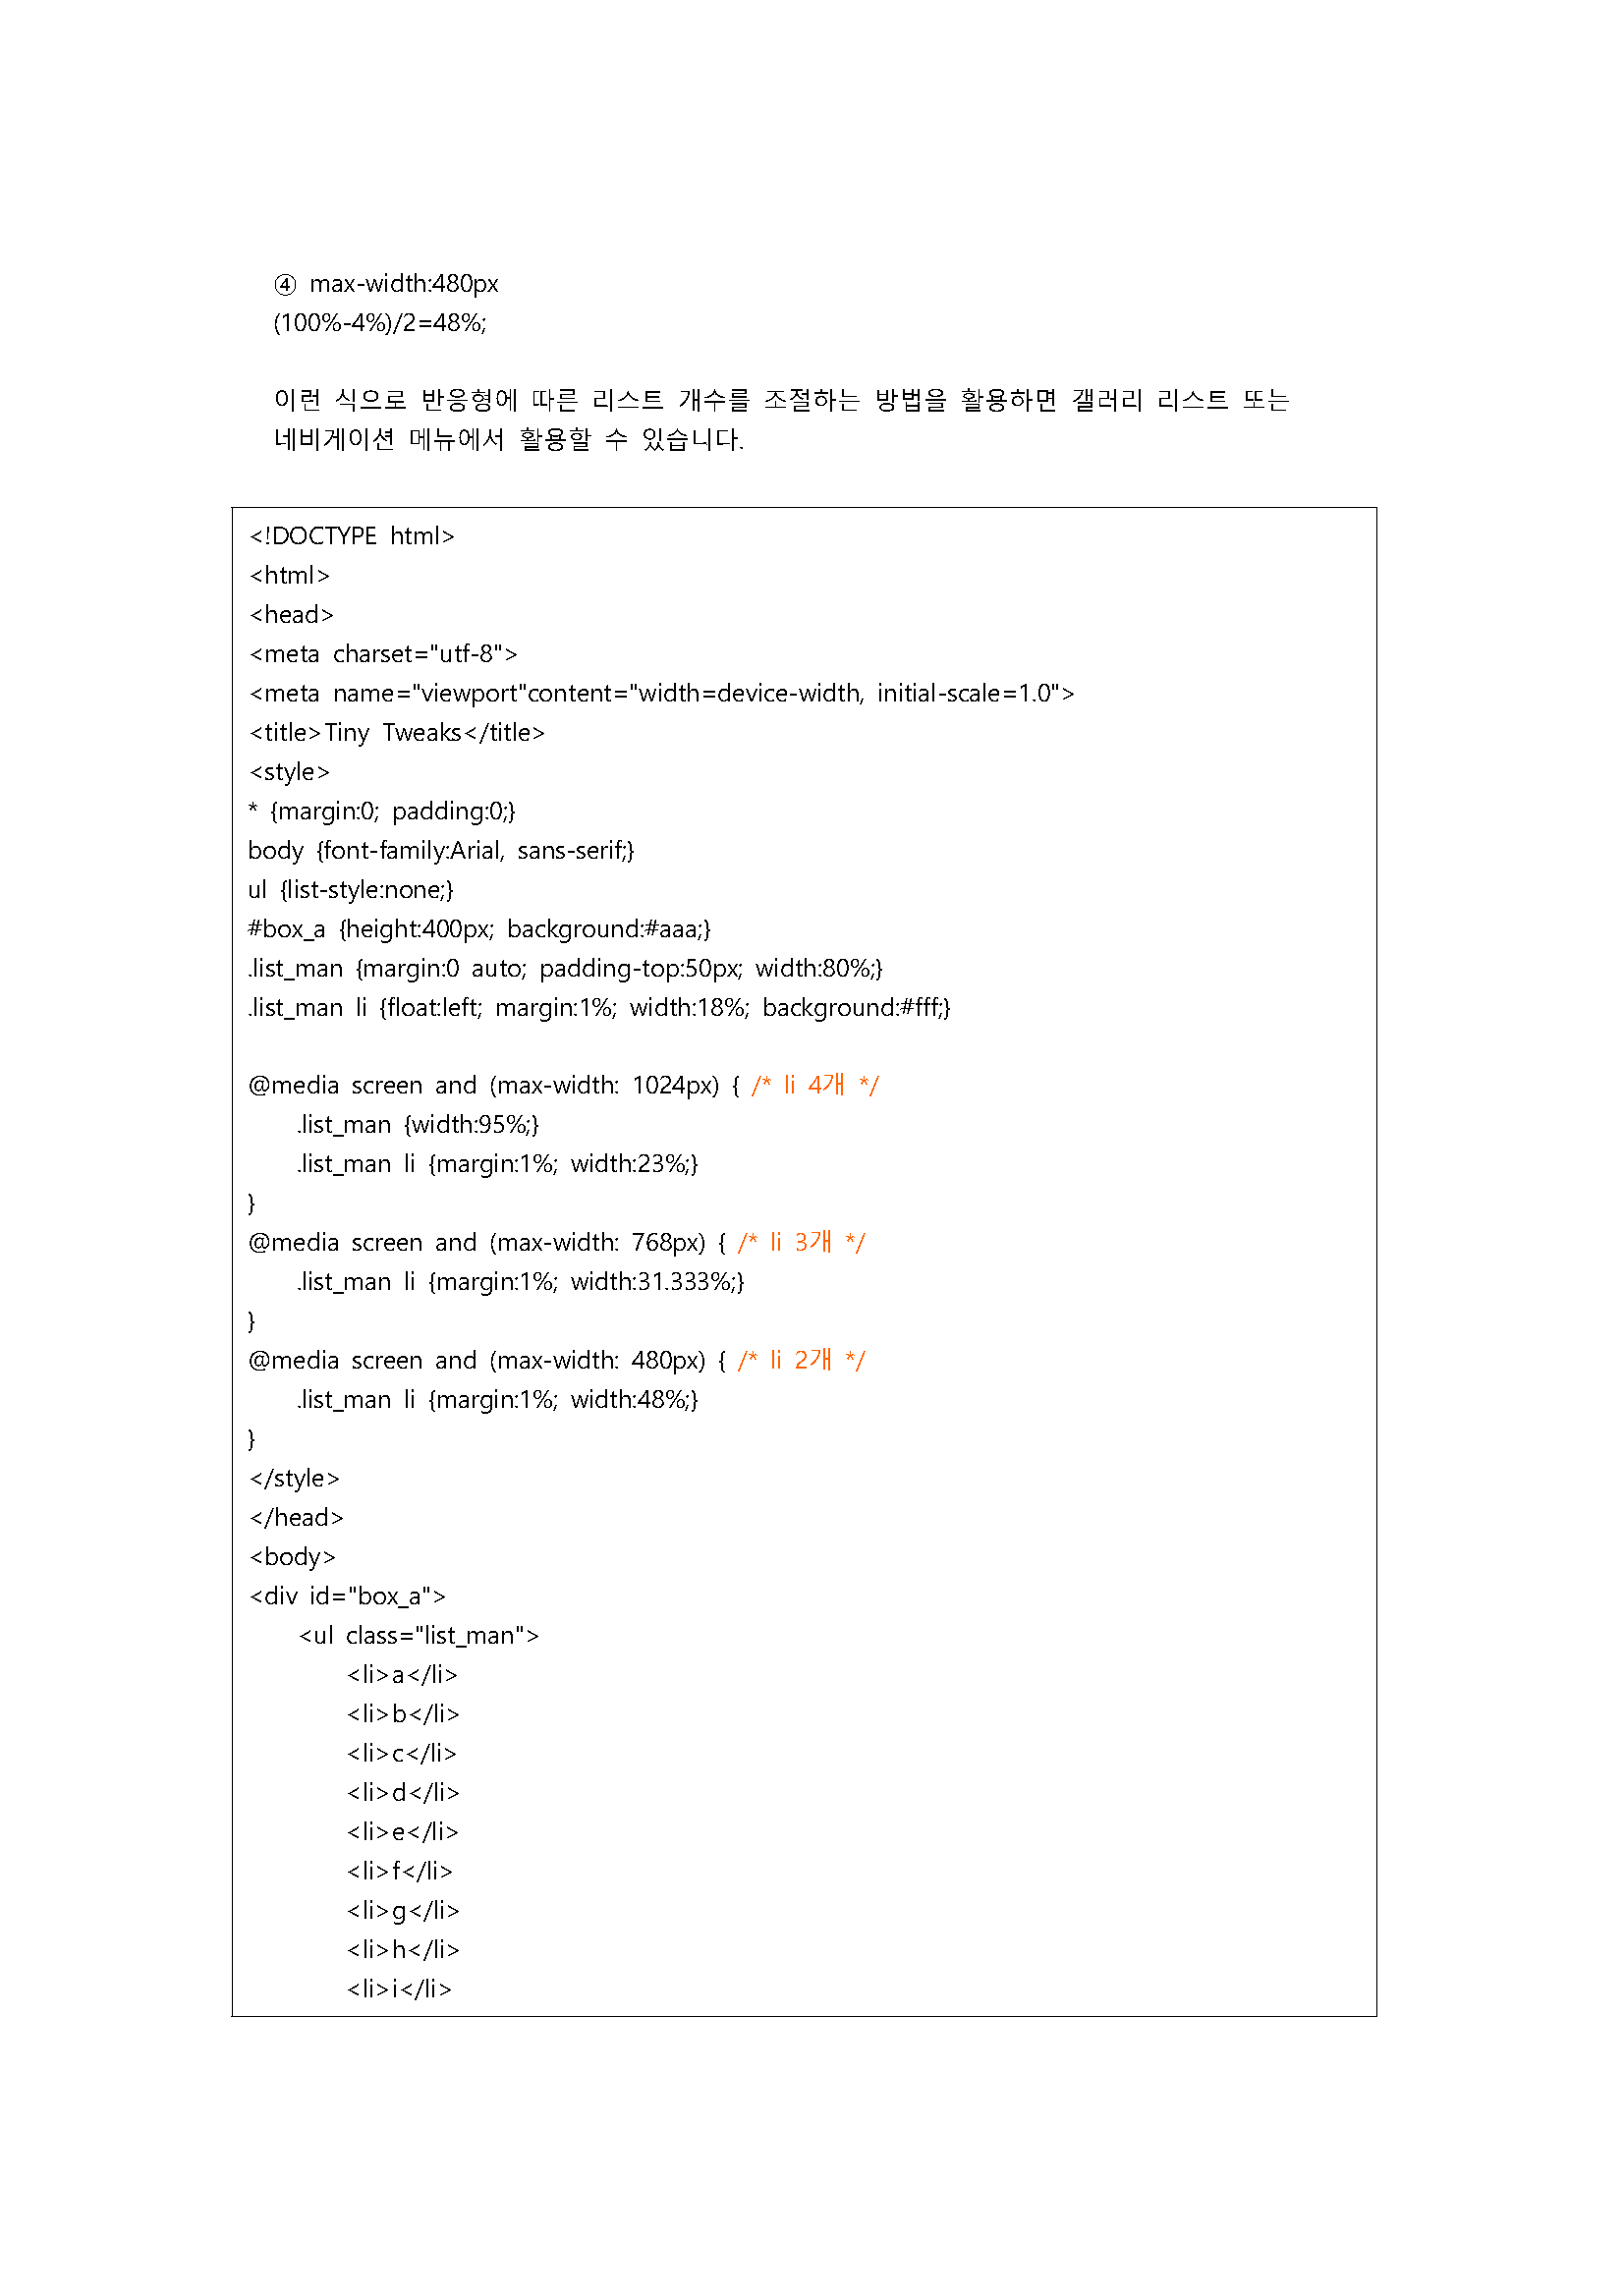 ④ max-width:480px
(100%-4%)/2=48%;
이런 식으로 반응형에 따른 리스트 개수를 조절하는 방법을 활용하면 갤러리 리스트 또는
네비게이션 메뉴에서 활용할 수 있습니다.
<!DOCTYPE html>
<html>
<head>
<meta charset="utf-8">
<meta name="viewport"content="width=device-width, initial-scale=1.0">
<title>Tiny Tweaks</title>
<style>
* {margin:0; padding:0;}
body {font-family:Arial, sans-serif;}
ul {list-style:none;}
#box_a {height:400px; background:#aaa;}
.list_man {margin:0 auto; padding-top:50px; width:80%;}
.list_man li {float:left; margin:1%; width:18%; background:#fff;}
@media screen and (max-width: 1024px) { /* li 4개 */
.list_man {width:95%;}
.list_man li {margin:1%; width:23%;}
}
@media screen and (max-width: 768px) { /* li 3개 */
.list_man li {margin:1%; width:31.333%;}
}
@media screen and (max-width: 480px) { /* li 2개 */
.list_man li {margin:1%; width:48%;}
}
</style>
</head>
<body>
<div id="box_a">
<ul class="list_man">
<li>a</li>
<li>b</li>
<li>c</li>
<li>d</li>
<li>e</li>
<li>f</li>
<li>g</li>
<li>h</li>
<li>i</li>